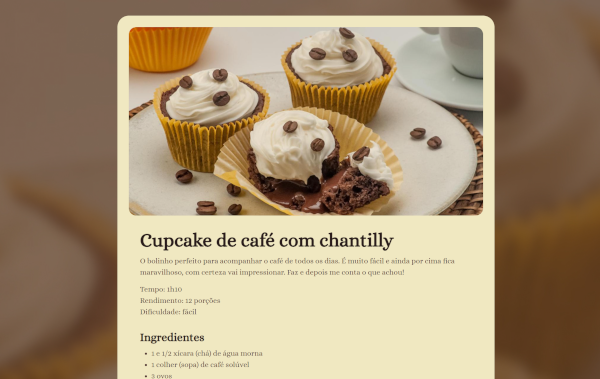 Cupcake de café com chantilly
O bolinho perfeito para acompanhar o café de todos os dias. É muito fácil e ainda por cima fica
maravilhoso, com certeza vai impressionar. Faz e depois me conta o que achou!
Tempo: 1h10
Rendimento: 12 porções
Dificuldade: fácil
Ingredientes
• 1 e 1/2 xícara (chá) de água morna
• 1 colher (sopa) de café solúvel
• 3 ovos